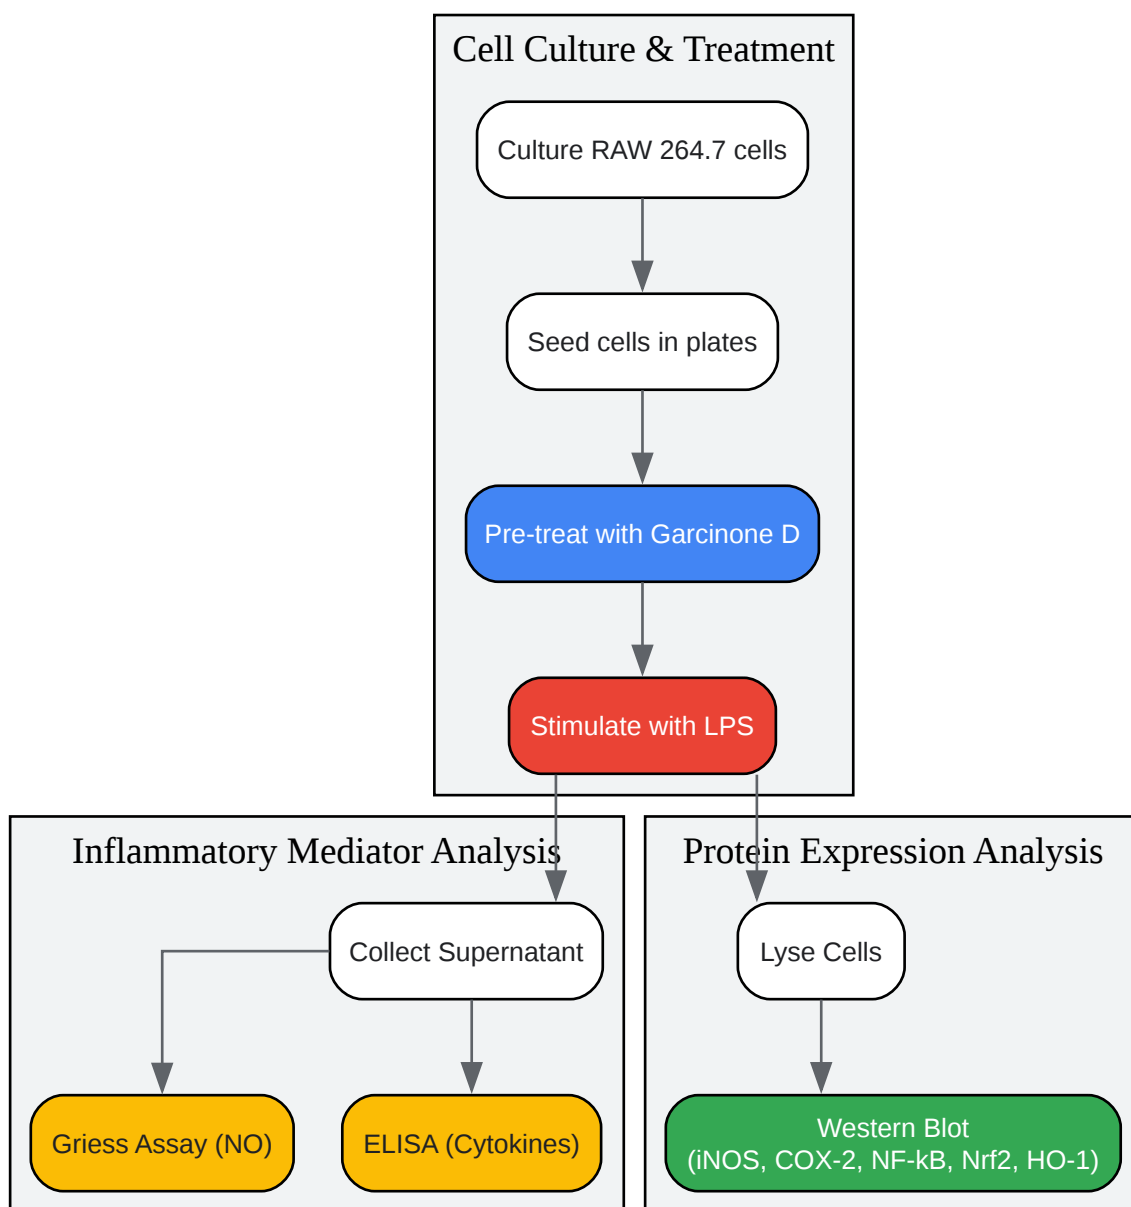 Cell Culture & Treatment
Culture RAW 264.7 cells
Seed cells in plates
Pre-treat with Garcinone D
Stimulate with LPS
Inflammatory Mediator Analysis
Collect Supernatant
Griess Assay (NO)
ELISA (Cytokines)
Protein Expression Analysis
Lyse Cells
Western Blot
(iNOS, COX-2, NF-kB, Nrf2, HO-1)